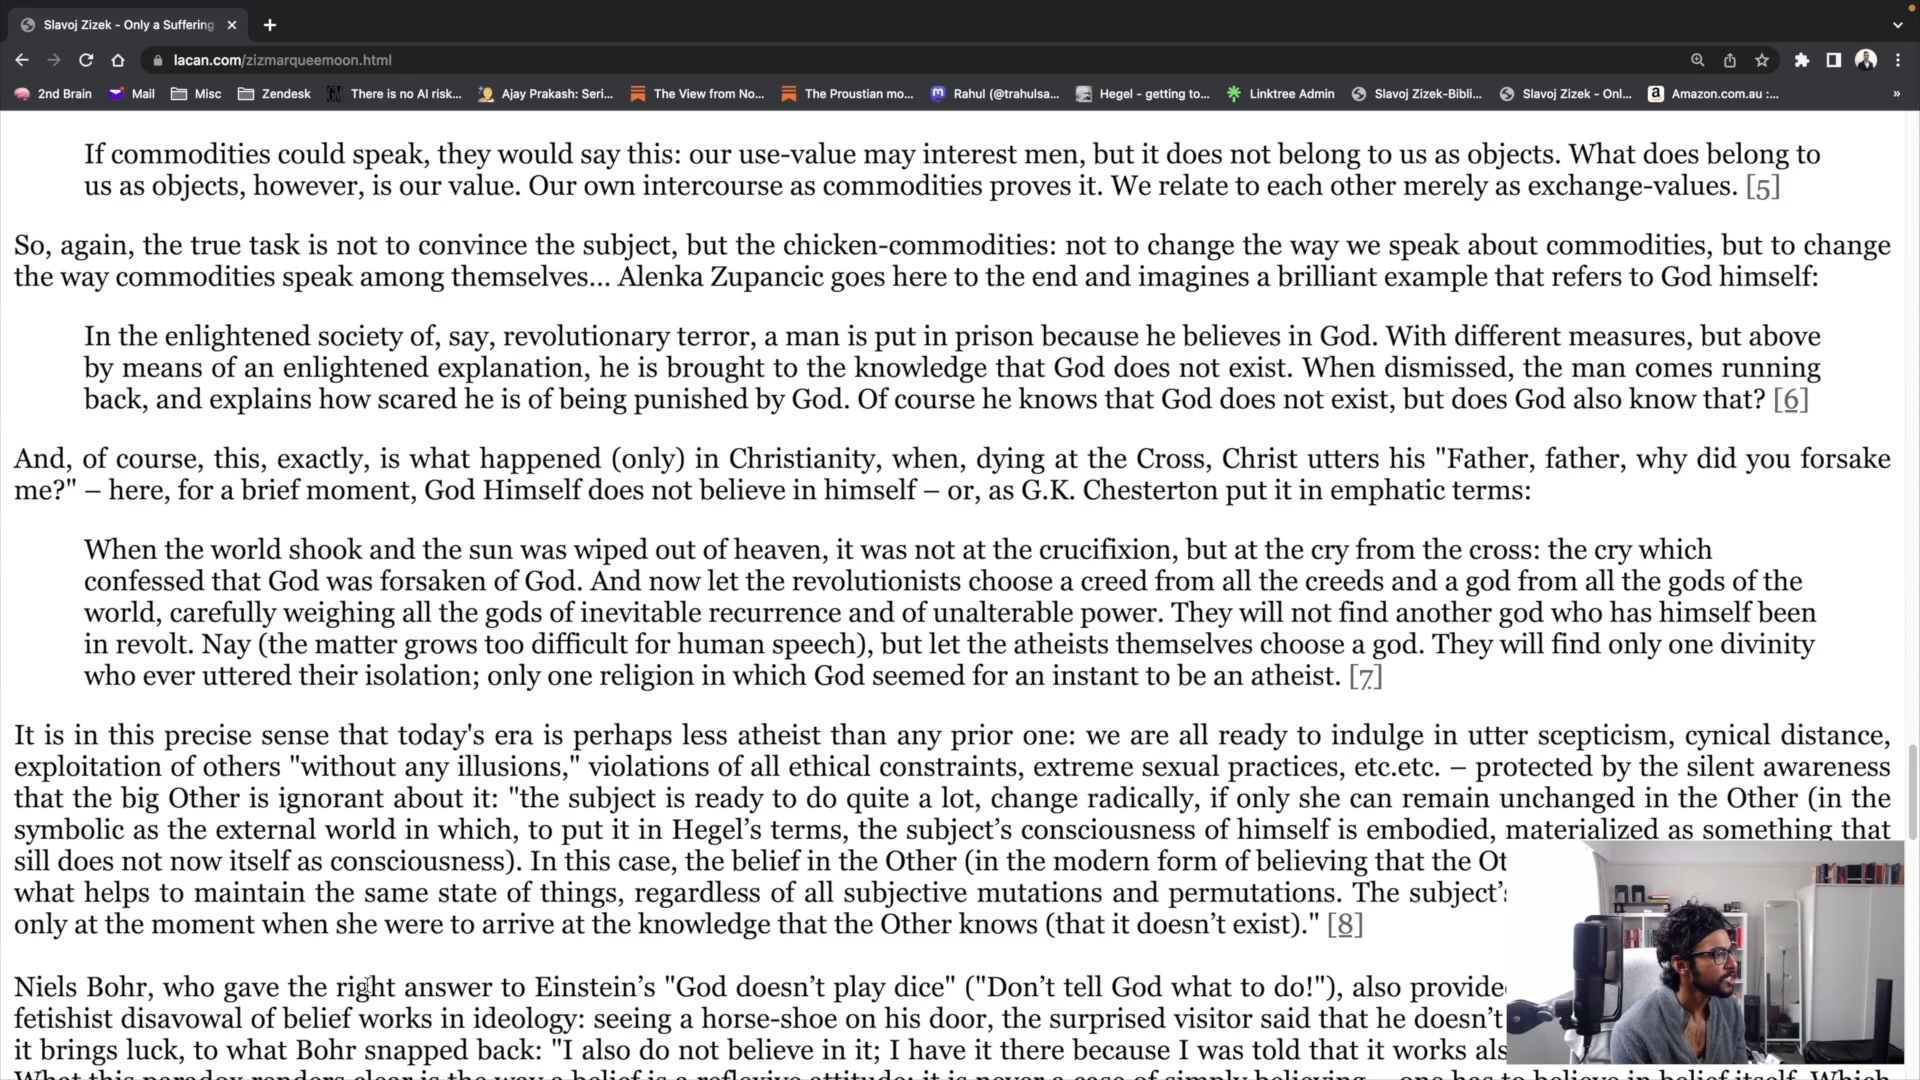 Slavoj Zizek - Only a Suffering
lacan.com/zizmarqueemoon.html
2nd Brain Mail Misc Zendesk There is no AI risk... Ajay Prakash: Seri... The View from No... The Proustian mo... Rahul (@trahulsa... Hegel - getting to... Linktree Admin Slavoj Zizek-Bibli... Slavoj Zizek - Onl... Amazon.com.au :... »
If commodities could speak, they would say this: our use-value may interest men, but it does not belong to us as objects. What does belong to
us as objects, however, is our value. Our own intercourse as commodities proves it. We relate to each other merely as exchange-values. [5]
So, again, the true task is not to convince the subject, but the chicken-commodities: not to change the way we speak about commodities, but to change
the way commodities speak among themselves... Alenka Zupancic goes here to the end and imagines a brilliant example that refers to God himself:
In the enlightened society of, say, revolutionary terror, a man is put in prison because he believes in God. With different measures, but above
by means of an enlightened explanation, he is brought to the knowledge that God does not exist. When dismissed, the man comes running
back, and explains how scared he is of being punished by God. Of course he knows that God does not exist, but does God also know that? [6]
And, of course, this, exactly, is what happened (only) in Christianity, when, dying at the Cross, Christ utters his "Father, father, why did you forsake
me?" – here, for a brief moment, God Himself does not believe in himself – or, as G.K. Chesterton put it in emphatic terms:
When the world shook and the sun was wiped out of heaven, it was not at the crucifixion, but at the cry from the cross: the cry which
confessed that God was forsaken of God. And now let the revolutionists choose a creed from all the creeds and a god from all the gods of the
world, carefully weighing all the gods of inevitable recurrence and of unalterable power. They will not find another god who has himself been
in revolt. Nay (the matter grows too difficult for human speech), but let the atheists themselves choose a god. They will find only one divinity
who ever uttered their isolation; only one religion in which God seemed for an instant to be an atheist. [7]
It is in this precise sense that today's era is perhaps less atheist than any prior one: we are all ready to indulge in utter scepticism, cynical distance,
exploitation of others "without any illusions," violations of all ethical constraints, extreme sexual practices, etc.etc. – protected by the silent awareness
that the big Other is ignorant about it: "the subject is ready to do quite a lot, change radically, if only she can remain unchanged in the Other (in the
symbolic as the external world in which, to put it in Hegel’s terms, the subject’s consciousness of himself is embodied, materialized as something that
sill does not now itself as consciousness). In this case, the belief in the Other (in the modern form of believing that the Ot
what helps to maintain the same state of things, regardless of all subjective mutations and permutations. The subject’s
only at the moment when she were to arrive at the knowledge that the Other knows (that it doesn’t exist)." [8]
Niels Bohr, who gave the right answer to Einstein’s "God doesn’t play dice" ("Don’t tell God what to do!"), also provide
fetishist disavowal of belief works in ideology: seeing a horse-shoe on his door, the surprised visitor said that he doesn’t
it brings luck, to what Bohr snapped back: "I also do not believe in it; I have it there because I was told that it works als
What this paradox renders clear is the way a belief is a reflexive attitude: it is never a case of simply believing – one has to believe in belief itself. Which